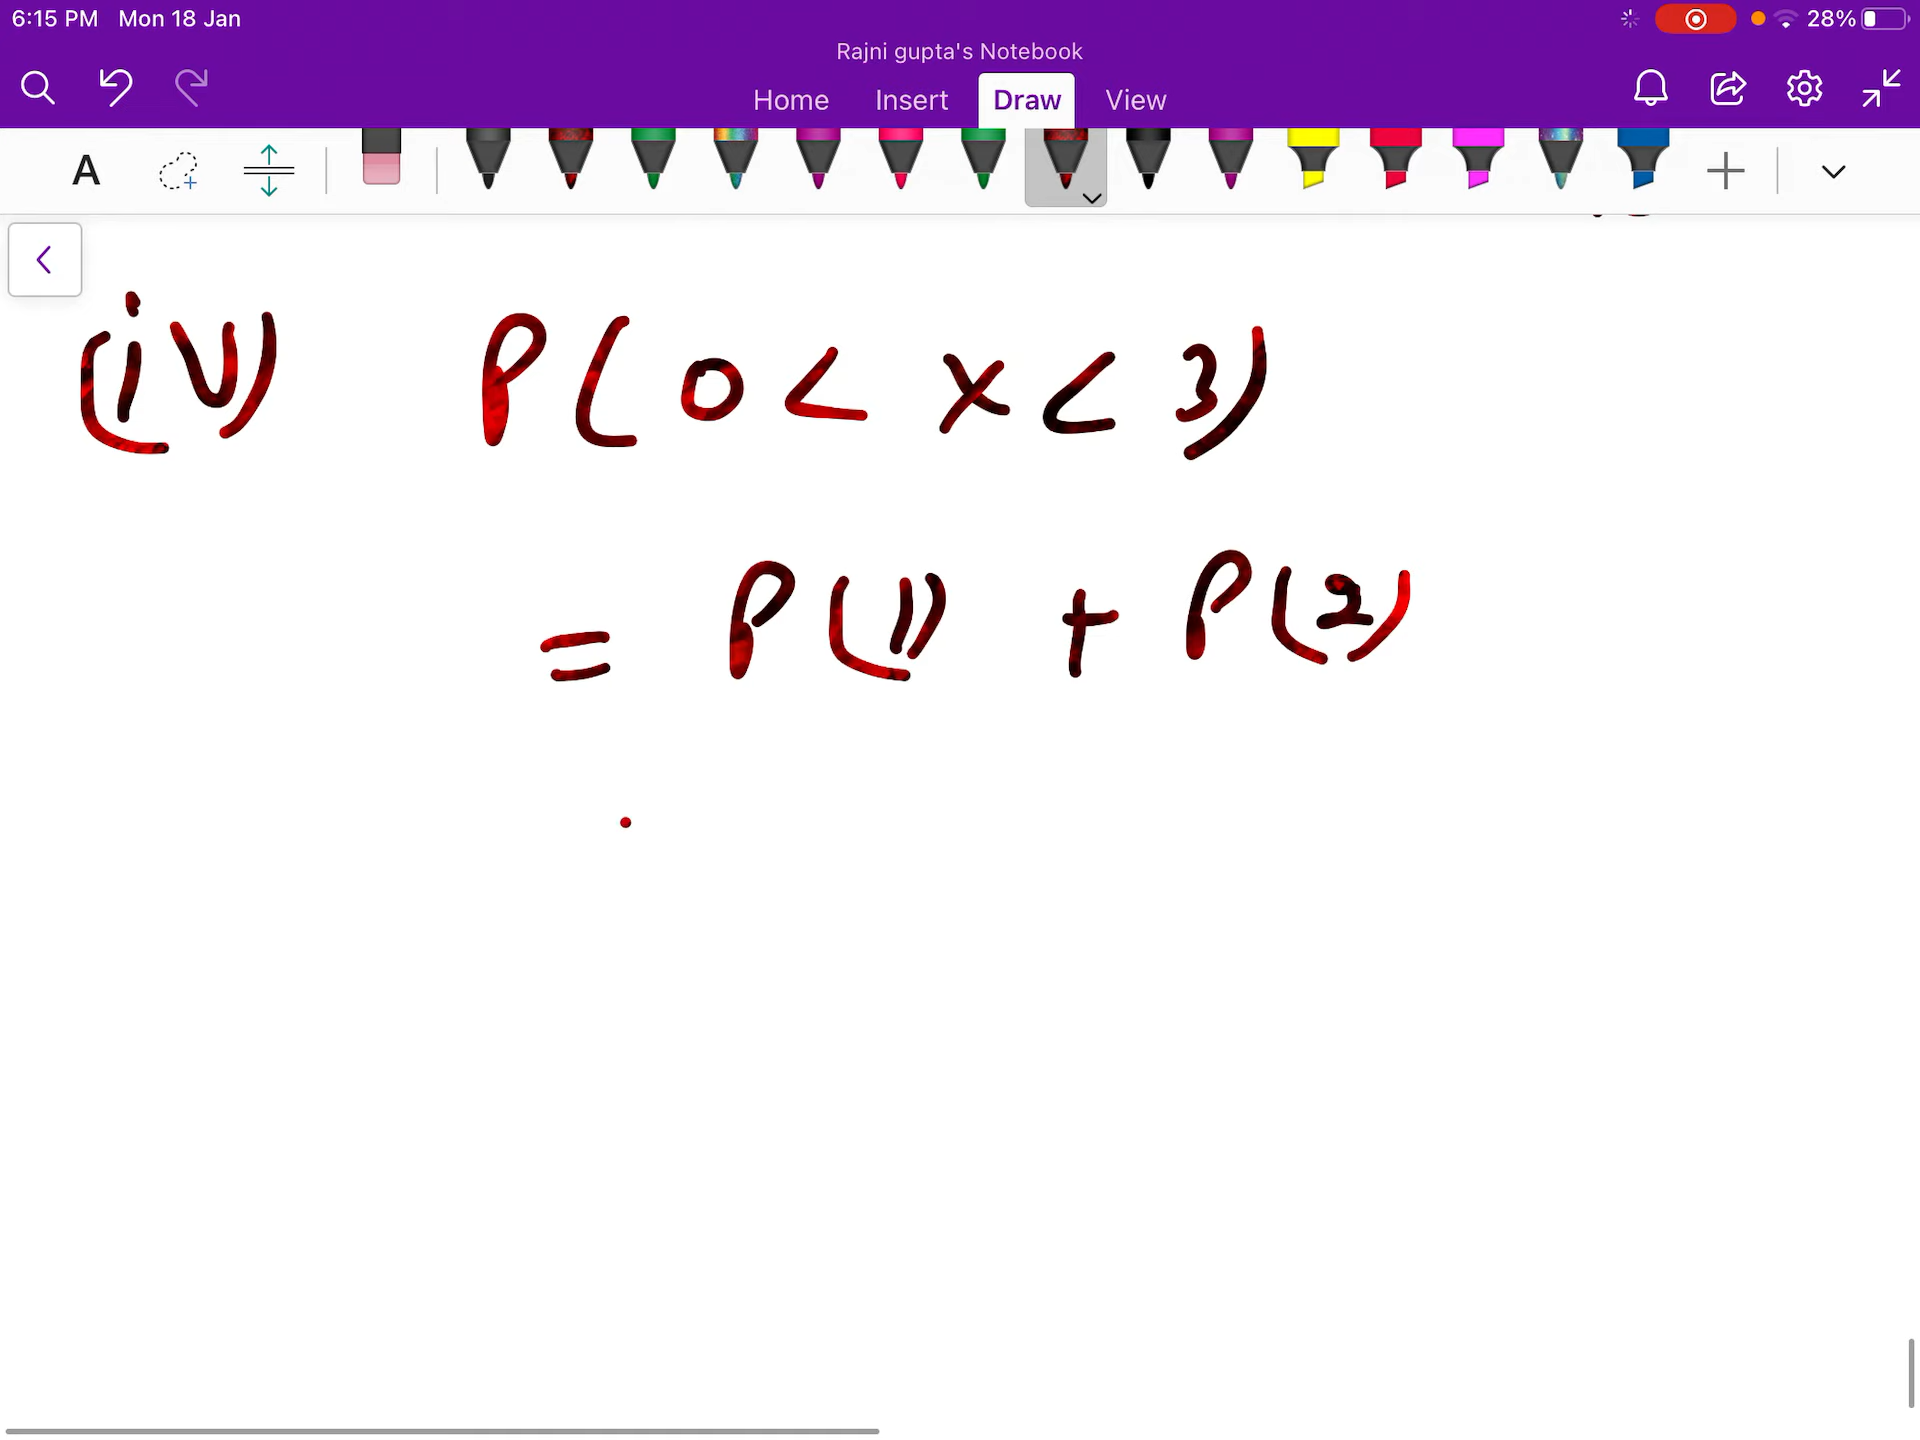 6:15 PM Mon 18 Jan 28%
Rajni gupta's Notebook
Home Insert Draw View
A
(iv) P(0 < x < 3)
= P(1) + P(2)